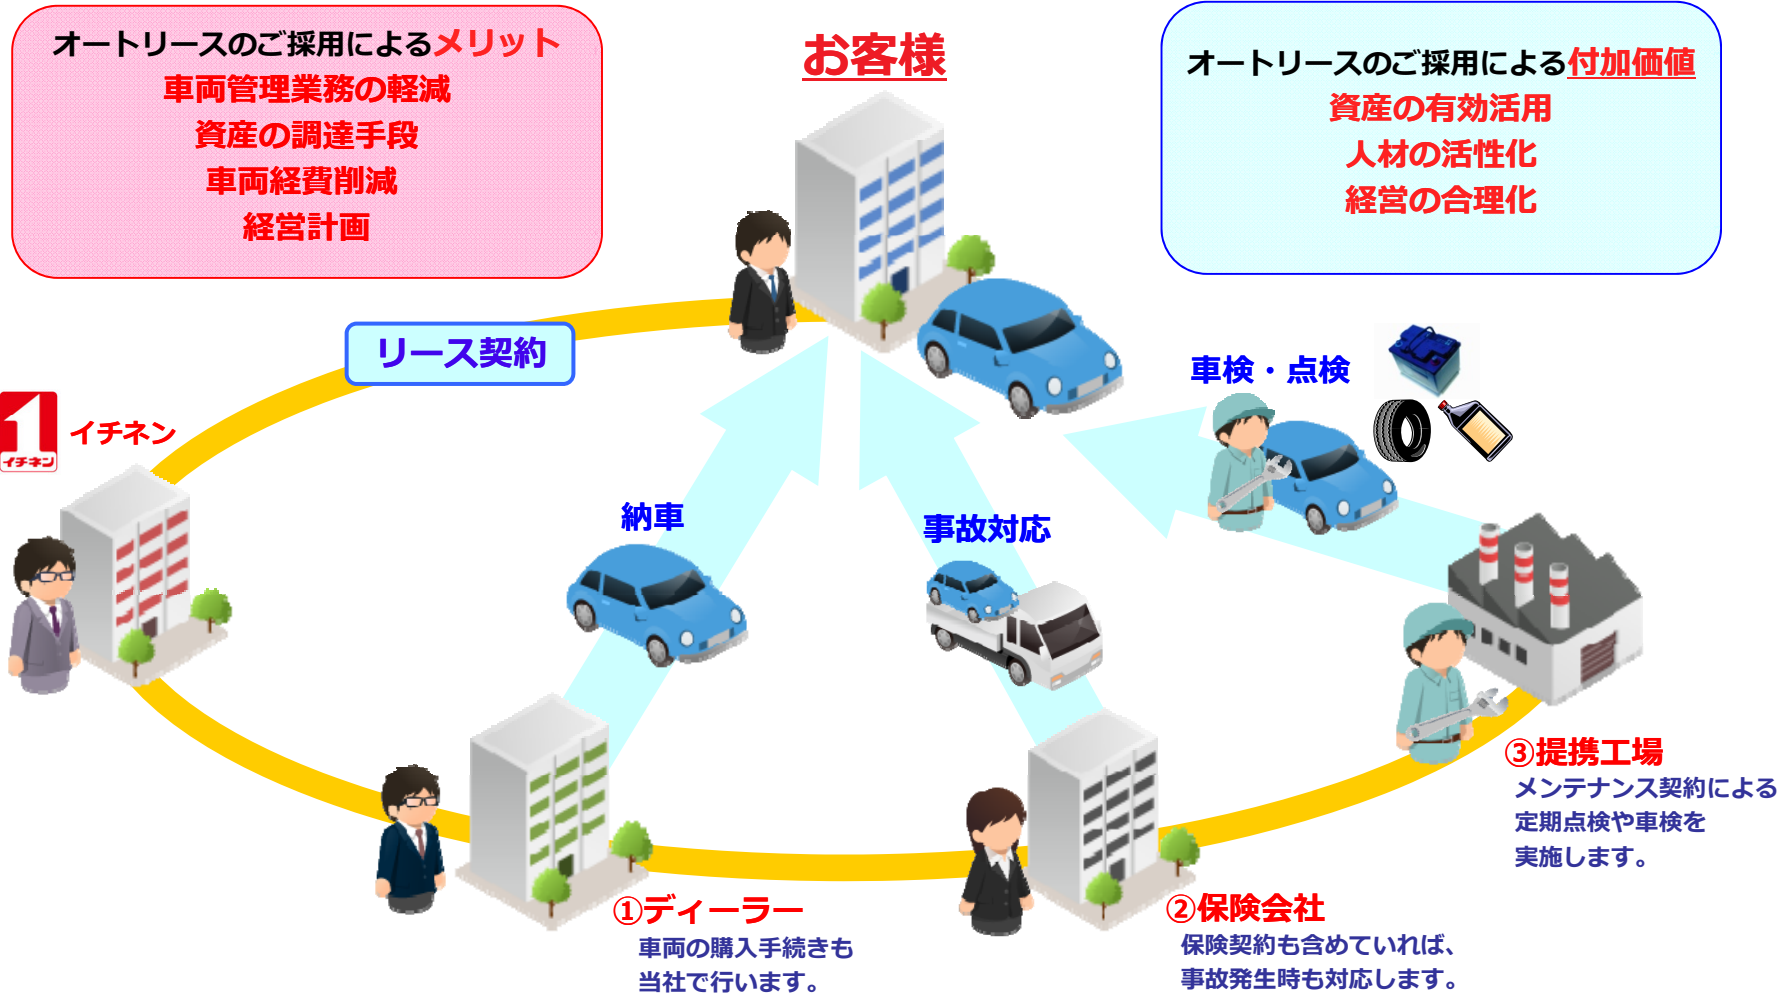 オートリースのご採用によるメリット
車両管理業務の軽減
資産の調達手段
車両経費削減
経営計画
お客様
オートリースのご採用による付加価値
資産の有効活用
人材の活性化
経営の合理化
リース契約
車検・点検
1
イチネン
イチネン
納車
事故対応
③提携工場
メンテナンス契約による
定期点検や車検を
実施します。
①ディーラー
車両の購入手続きも
当社で行います。
②保険会社
保険契約も含めていれば、
事故発生時も対応します。